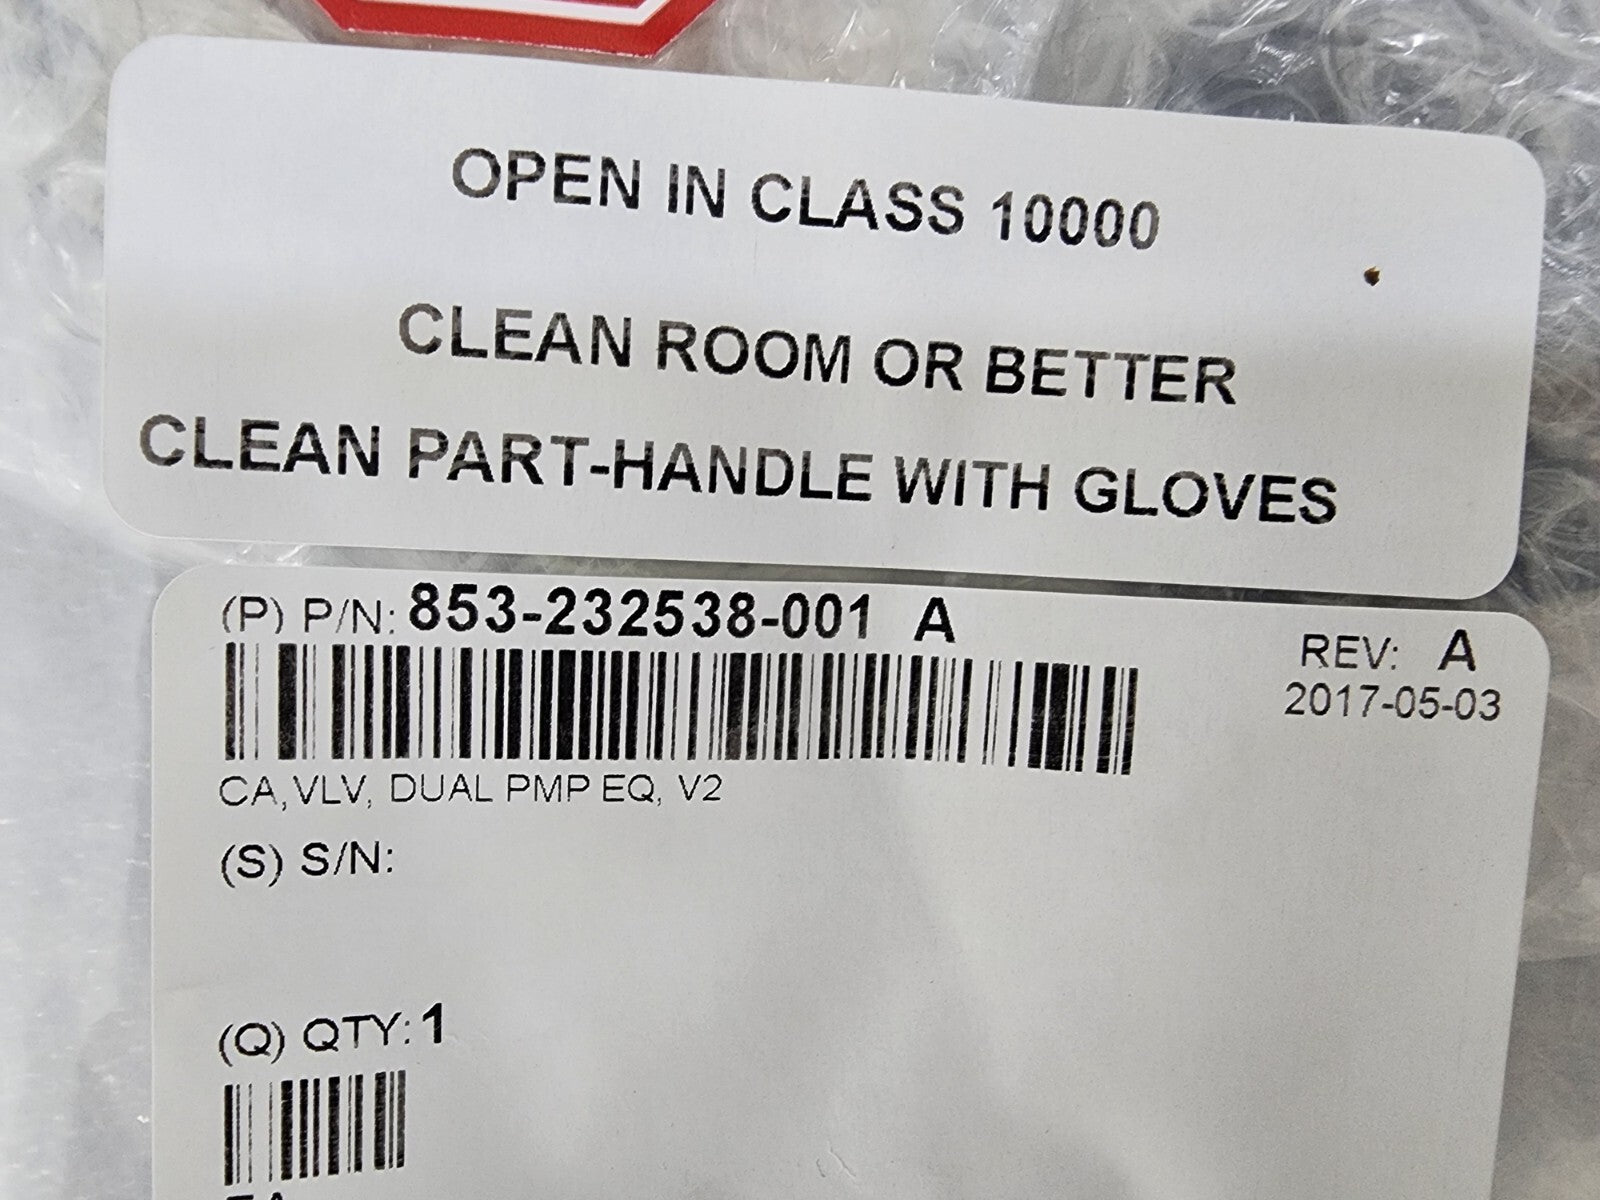 OPEN IN CLASS 10000
CLEAN ROOM OR BETTER
CLEAN PART-HANDLE WITH GLOVES
(P) P/N: 853-232538-001 A
REV: A
2017-05-03
CA,VLV, DUAL PMP EQ, V2
(S) S/N:
(Q) QTY: 1